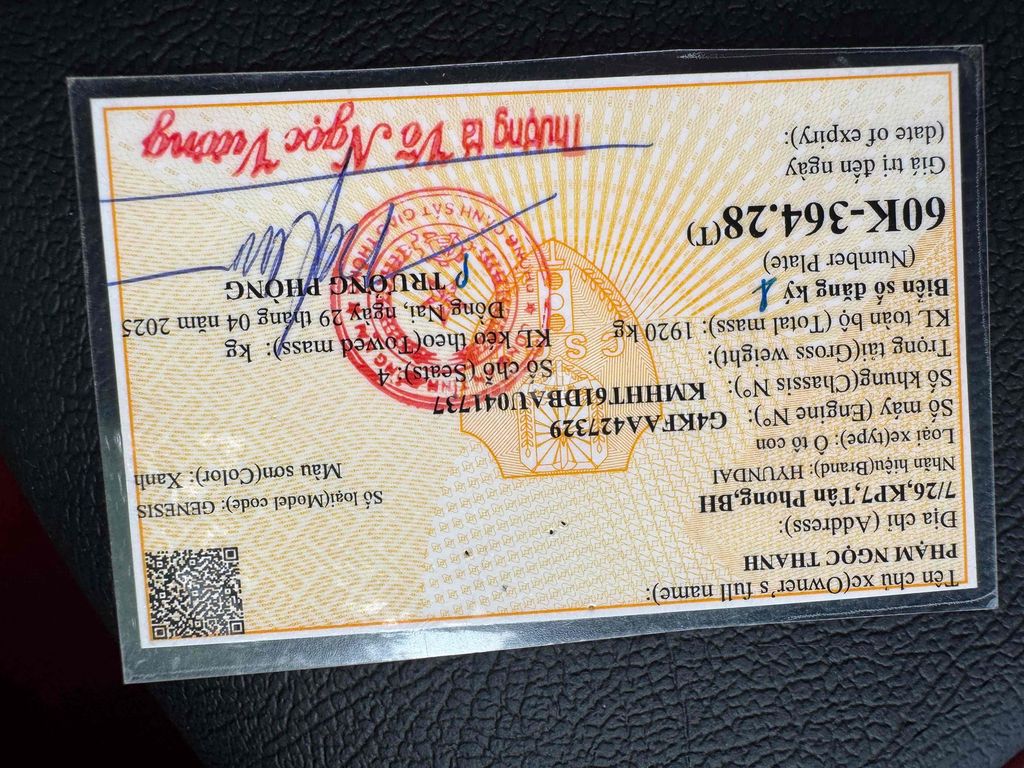 Tên chủ xe(Owner's full name):
PHẠM NGỌC THANH
Địa chỉ (Address):
7/26,KP7,Tân Phong,BH
Nhãn hiệu(Brand): HYUNDAI
Số loại(Model code): GENESIS
Loại xe(type): Ô tô con
Màu sơn(Color): Xanh
Số máy (Engine Nº): G4KFAA427329
Số khung(Chassis Nº): KMHHT61DBAU041737
Trọng tải(Gross weight):
Số chỗ (Seats): 4
KL toàn bộ (Total mass): 1920 kg
KL kéo theo(Towed mass): kg
Biển số đăng ký
(Number Plate)
60K-364.28(T)
Giá trị đến ngày
(date of expiry):
Đồng Nai, ngày 29 tháng 04 năm 2025
P TRƯỞNG PHÒNG
Thượng tá Võ Ngọc Vương